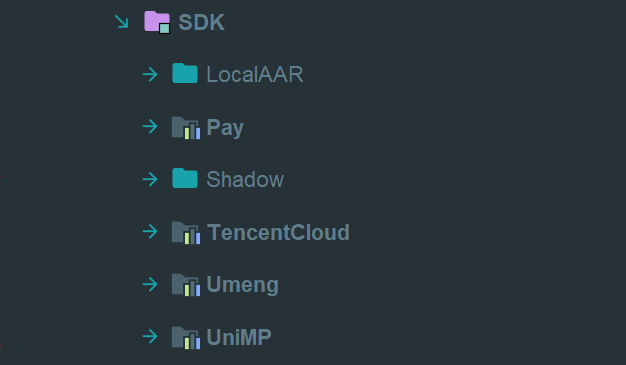 SDK
LocalAAR
Pay
Shadow
TencentCloud
Umeng
UniMP